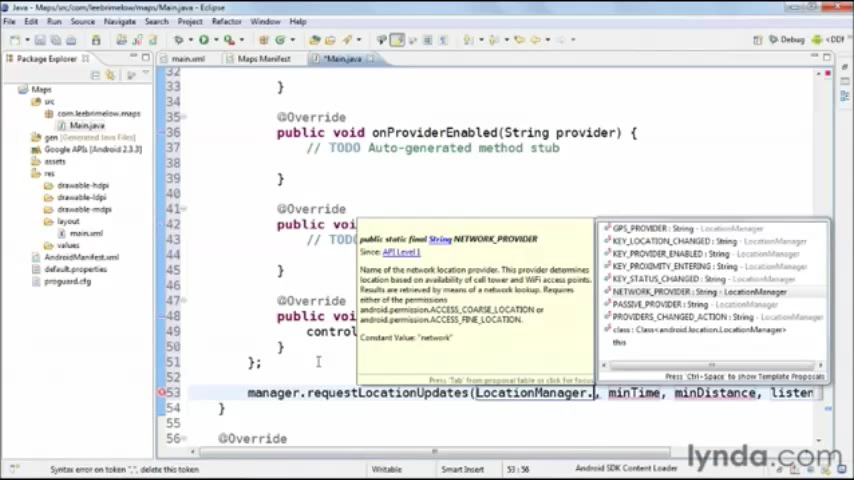 Java - Maps/src/com/leebrimelow/maps/Main.java - Eclipse
File Edit Run Source Navigate Search Project Refactor Window Help
Debug
Package Explorer
main.xml
Maps Manifest
*Main.java
Maps
src
com.leebrimelow.maps
Main.java
gen [Generated Java Files]
Google APIs [Android 2.3.3]
assets
res
drawable-hdpi
drawable-ldpi
drawable-mdpi
layout
main.xml
values
AndroidManifest.xml
default.properties
proguard.cfg
32
33 }
34
35 @Override
36 public void onProviderEnabled(String provider) {
37 // TODO Auto-generated method stub
38
39 }
40
41 @Override
42 public voi
43 // TODO
44
45 }
46
47 @Override
48 public voi
49 contro
50 }
51 };
52
53 manager.requestLocationUpdates(LocationManager., minTime, minDistance, listen
54 }
55
56 @Override
public static final String NETWORK_PROVIDER
Since: API Level 1
Name of the network location provider. This provider determines
location based on availability of cell tower and WiFi access points.
Results are retrieved by means of a network lookup. Requires
either of the permissions
android.permission.ACCESS_COARSE_LOCATION or
android.permission.ACCESS_FINE_LOCATION.
Constant Value: "network"
Press 'Tab' from proposal table or click for focus
GPS_PROVIDER : String - LocationManager
KEY_LOCATION_CHANGED : String - LocationManager
KEY_PROVIDER_ENABLED : String - LocationManager
KEY_PROXIMITY_ENTERING : String - LocationManager
KEY_STATUS_CHANGED : String - LocationManager
NETWORK_PROVIDER : String - LocationManager
PASSIVE_PROVIDER : String - LocationManager
PROVIDERS_CHANGED_ACTION : String - LocationManager
class : Class<android.location.LocationManager>
this
Press 'Ctrl+Space' to show Template Proposals
Syntax error on token ",", delete this token
Writable
Smart Insert
53 : 56
Android SDK Content Loader
lynda.com